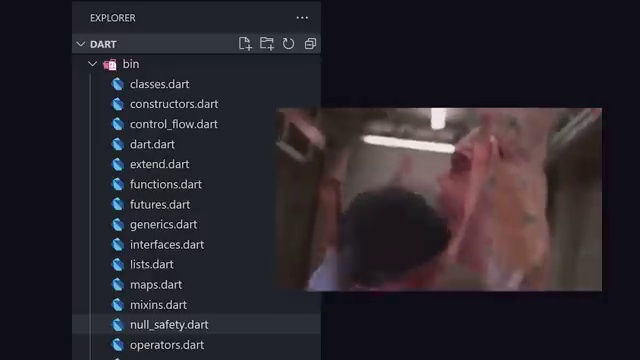 EXPLORER
DART
bin
classes.dart
constructors.dart
control_flow.dart
dart.dart
extend.dart
functions.dart
futures.dart
generics.dart
interfaces.dart
lists.dart
maps.dart
mixins.dart
null_safety.dart
operators.dart